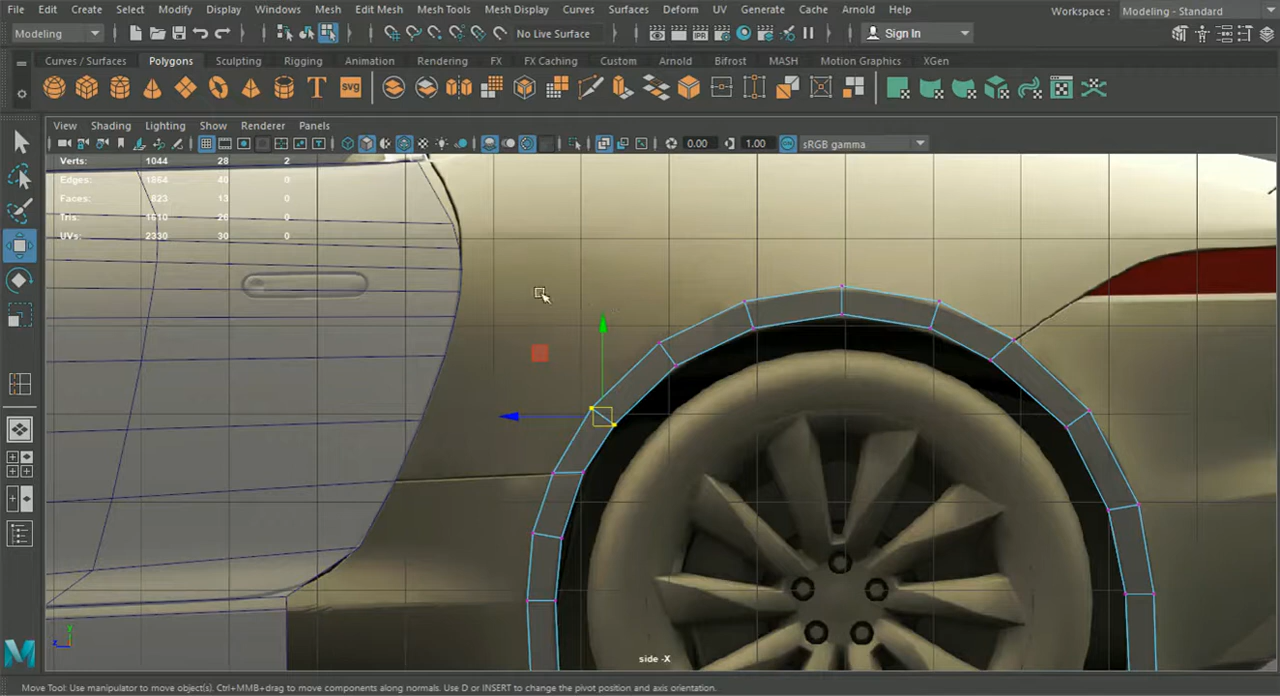 File Edit Create Select Modify Display Windows Mesh Edit Mesh Mesh Tools Mesh Display Curves Surfaces Deform UV Generate Cache Arnold Help Workspace : Modeling - Standard
Modeling No Live Surface Sign In
Curves / Surfaces Polygons Sculpting Rigging Animation Rendering FX FX Caching Custom Arnold Bifrost MASH Motion Graphics XGen
T SVG
View Shading Lighting Show Renderer Panels
0.00 1.00 sRGB gamma
Verts: 1044 28 2
Edges: 1864 40 0
Faces: 823 13 0
Tris: 1610 26 0
UVs: 2330 30 0
y
z
side -X
M
Move Tool: Use manipulator to move object(s). Ctrl+MMB+drag to move components along normals. Use D or INSERT to change the pivot position and axis orientation.